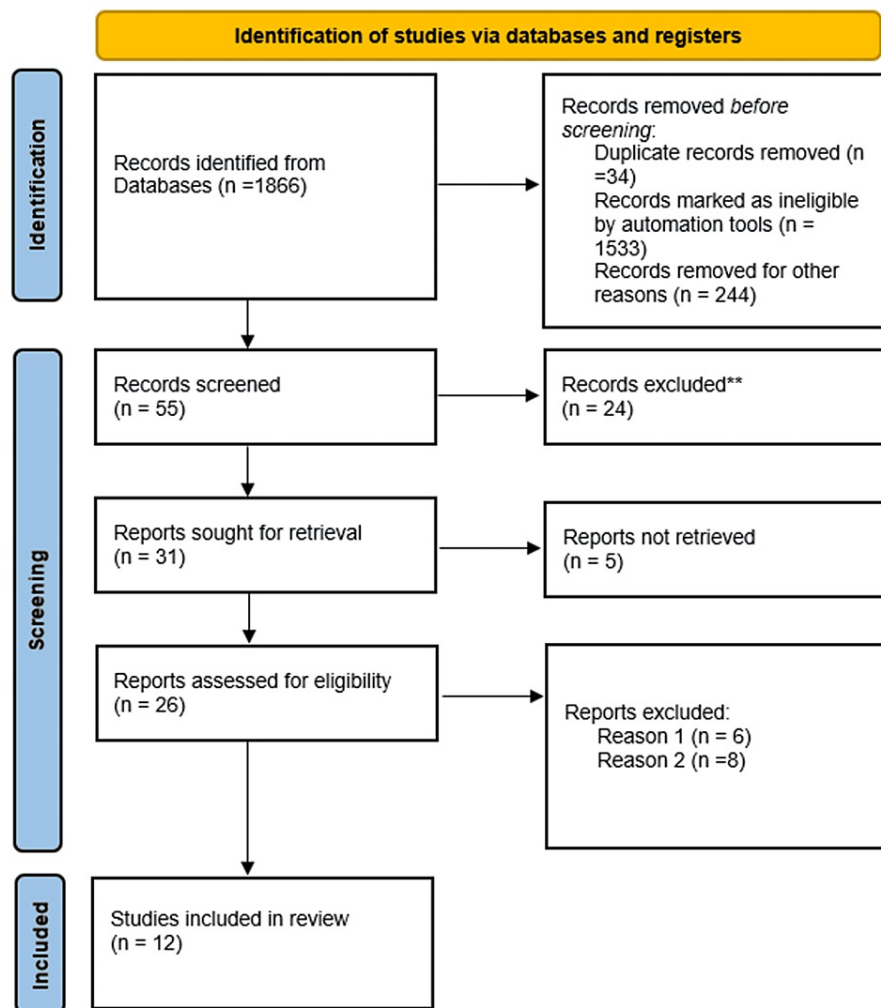 Identification of studies via databases and registers
Identification
Records identified from
Databases (n =1866)
Records removed before
screening:
Duplicate records removed (n
=34)
Records marked as ineligible
by automation tools (n =
1533)
Records removed for other
reasons (n = 244)
Screening
Records screened
(n = 55)
Records excluded**
(n = 24)
Reports sought for retrieval
(n = 31)
Reports not retrieved
(n = 5)
Reports assessed for eligibility
(n = 26)
Reports excluded:
Reason 1 (n = 6)
Reason 2 (n =8)
Included
Studies included in review
(n = 12)